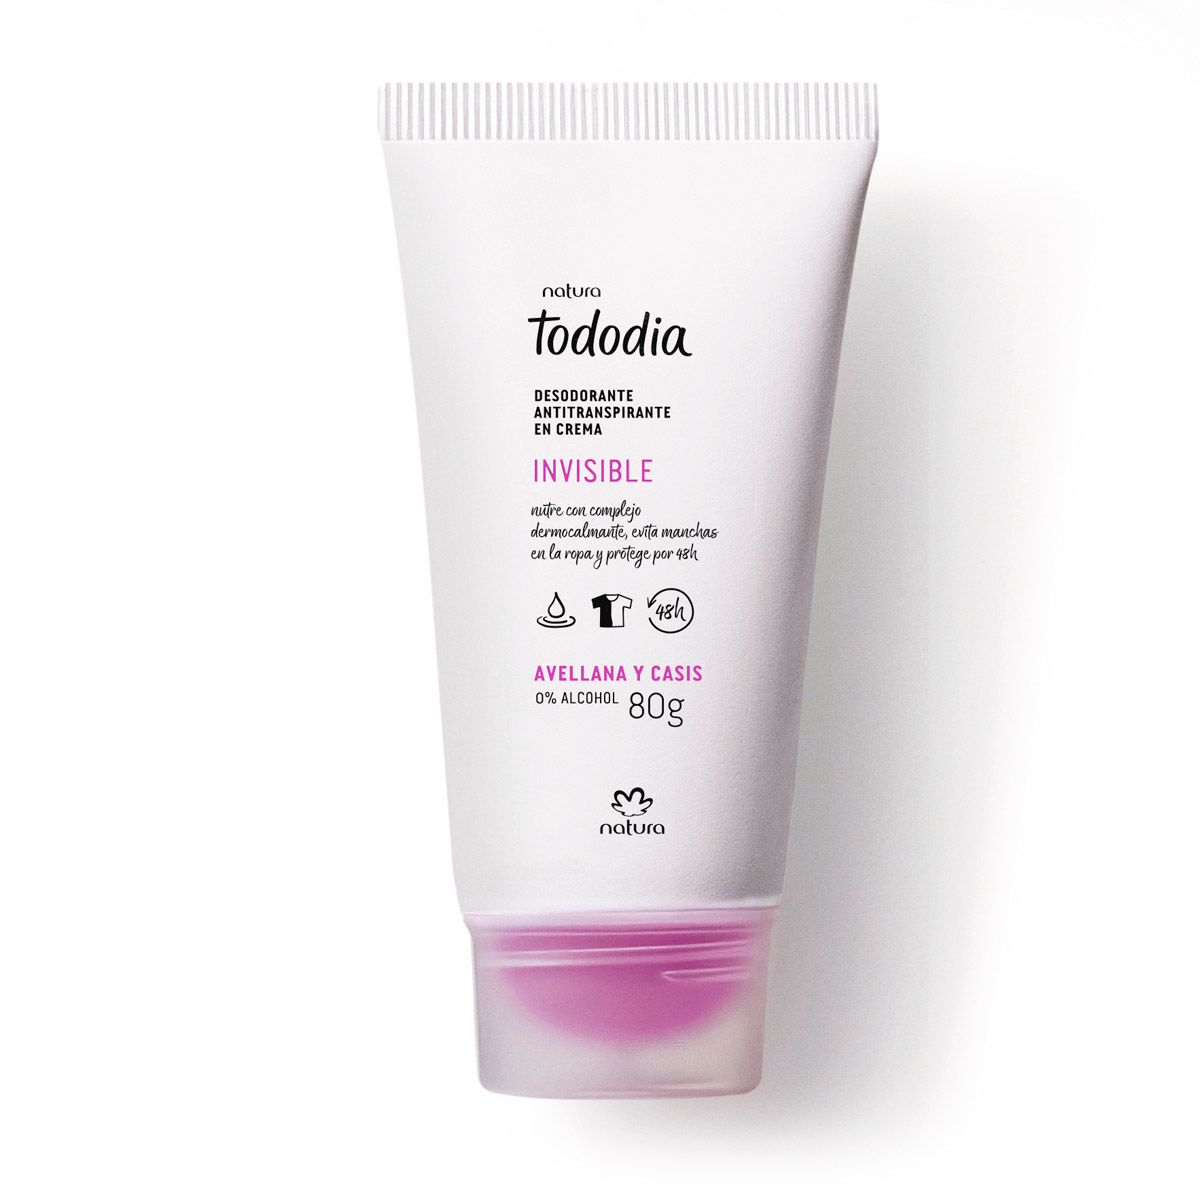 natura
Tododia
DESODORANTE
ANTITRANSPIRANTE
EN CREMA
INVISIBLE
nutre con complejo
dermocalmante, evita manchas
en la ropa y protege por 48h
48h
AVELLANA Y CASIS
0% ALCOHOL 80g
natura